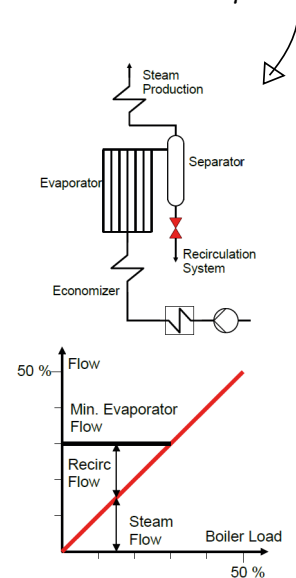 Steam
Production
Separator
Evaporator
Recirculation
System
Economizer
50 %
Flow
Min. Evaporator
Flow
Recirc
Flow
Steam
Flow
Boiler Load
50 %